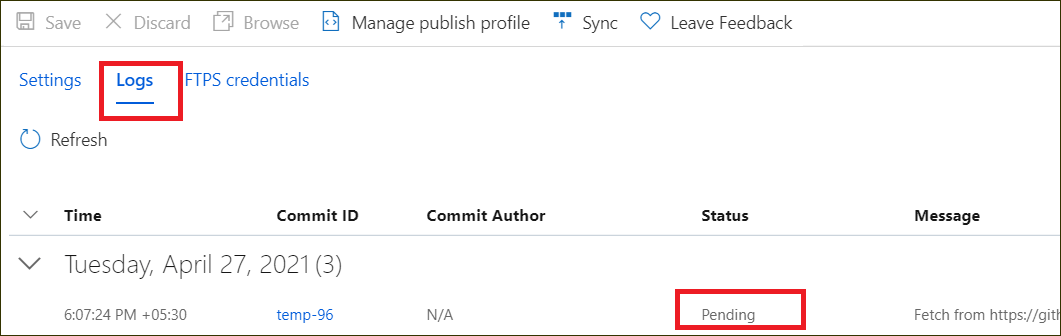 Save Discard Browse Manage publish profile Sync Leave Feedback
Settings Logs FTPS credentials
Refresh
Time Commit ID Commit Author Status Message
Tuesday, April 27, 2021 (3)
6:07:24 PM +05:30 temp-96 N/A Pending Fetch from https://gith